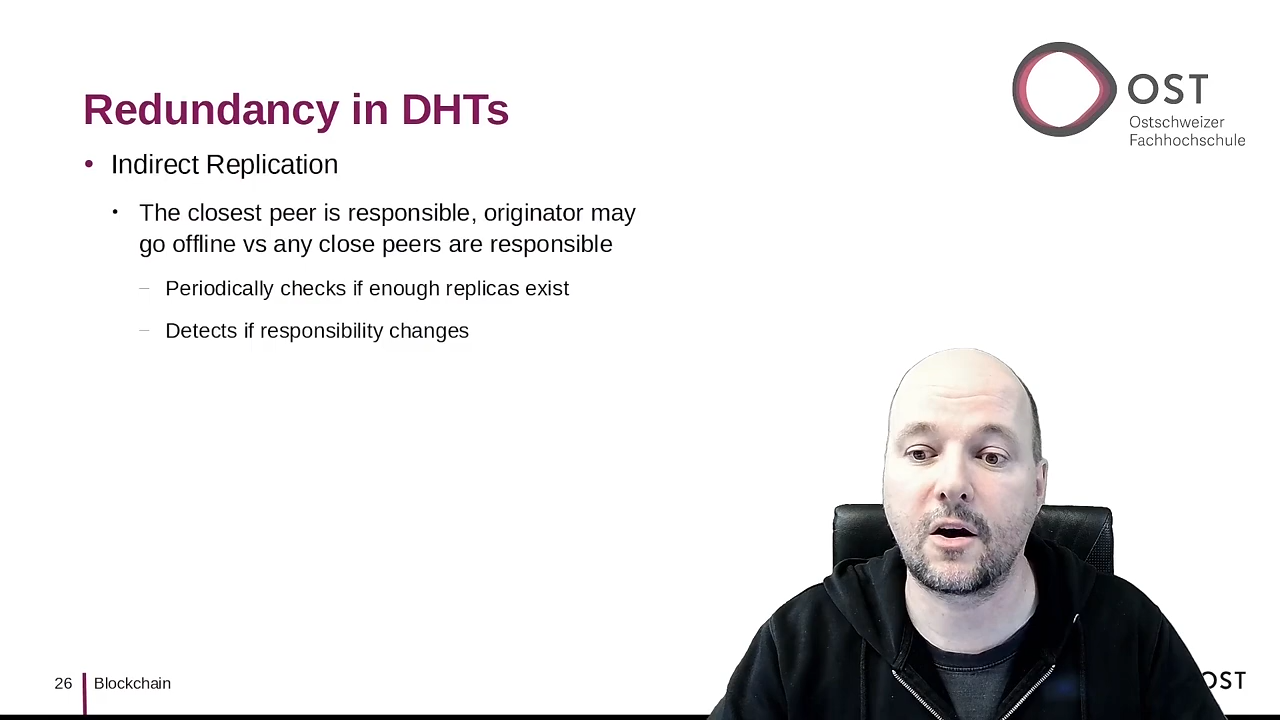 OST
Ostschweizer
Fachhochschule
Redundancy in DHTs
• Indirect Replication
• The closest peer is responsible, originator may
go offline vs any close peers are responsible
– Periodically checks if enough replicas exist
– Detects if responsibility changes
26 Blockchain
OST